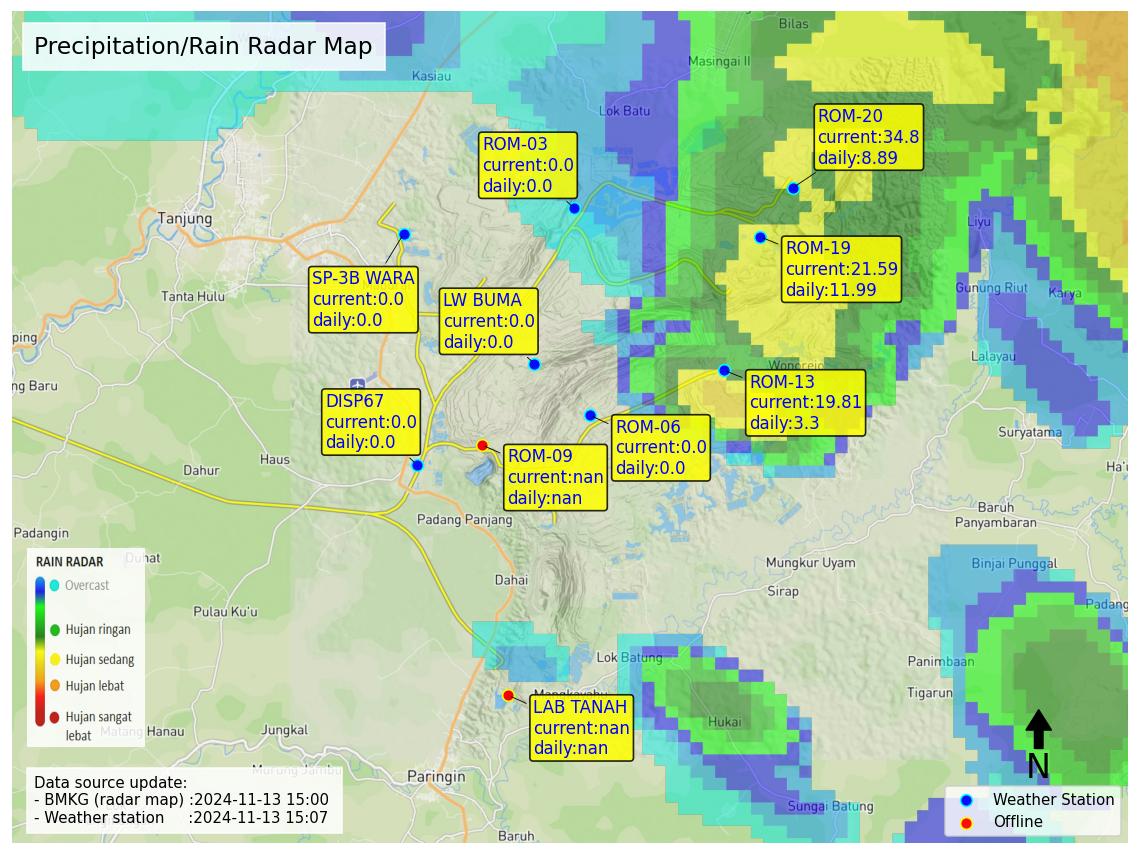 Precipitation/Rain Radar Map
Bilas
Masingai II
Kasiau
Lok Batu
ROM-20
current:34.8
daily:8.89
ROM-03
current:0.0
daily:0.0
Tanjung
Liyu
ROM-19
current:21.59
daily:11.99
SP-3B WARA
current:0.0
daily:0.0
Tanta Hulu
LW BUMA
current:0.0
daily:0.0
Gunung Riut
Karya
ping
Lalayau
Wonorejo
ng Baru
ROM-13
current:19.81
daily:3.3
DISP67
current:0.0
daily:0.0
ROM-06
current:0.0
daily:0.0
Suryatama
ROM-09
current:nan
daily:nan
Haus
Dahur
Ha'u
Baruh
Panyambaran
Padang Panjang
Padangin
Duhat
Mungkur Uyam
Binjai Punggal
RAIN RADAR
Overcast
Hujan ringan
Hujan sedang
Hujan lebat
Hujan sangat
lebat
Dahai
Sirap
Padang
Pulau Ku'u
Lok Batung
Panimbaan
Tigarun
LAB TANAH
current:nan
daily:nan
Hukai
Matang Hanau
Jungkal
N
Paringin
Data source update:
- BMKG (radar map) :2024-11-13 15:00
- Weather station :2024-11-13 15:07
Sungai Batung
Weather Station
Offline
Baruh